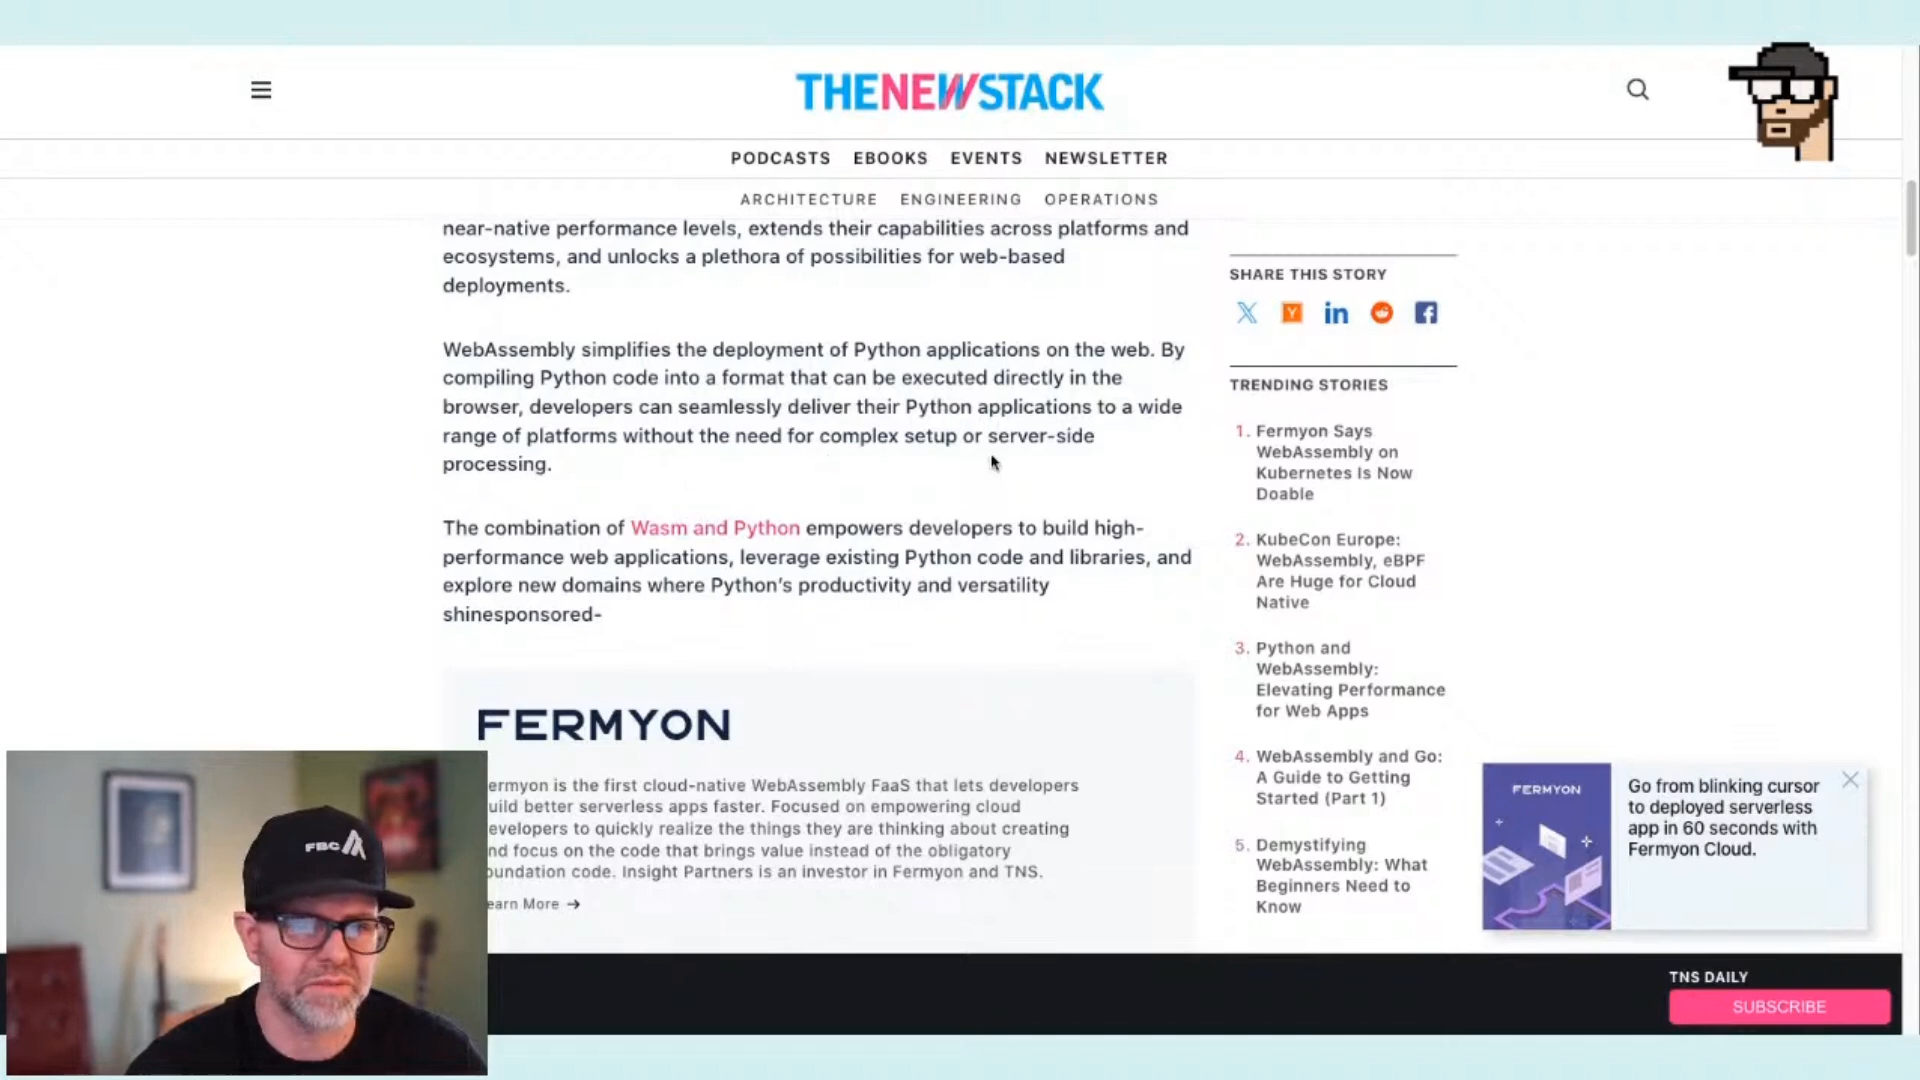 THENEWSTACK
PODCASTS EBOOKS EVENTS NEWSLETTER
ARCHITECTURE ENGINEERING OPERATIONS
near-native performance levels, extends their capabilities across platforms and
ecosystems, and unlocks a plethora of possibilities for web-based
deployments.
WebAssembly simplifies the deployment of Python applications on the web. By
compiling Python code into a format that can be executed directly in the
browser, developers can seamlessly deliver their Python applications to a wide
range of platforms without the need for complex setup or server-side
processing.
The combination of Wasm and Python empowers developers to build high-
performance web applications, leverage existing Python code and libraries, and
explore new domains where Python's productivity and versatility
shinesponsored-
FERMYON
ermyon is the first cloud-native WebAssembly FaaS that lets developers
uild better serverless apps faster. Focused on empowering cloud
evelopers to quickly realize the things they are thinking about creating
nd focus on the code that brings value instead of the obligatory
oundation code. Insight Partners is an investor in Fermyon and TNS.
earn More →
SHARE THIS STORY
X Y in f
TRENDING STORIES
1. Fermyon Says
WebAssembly on
Kubernetes Is Now
Doable
2. KubeCon Europe:
WebAssembly, eBPF
Are Huge for Cloud
Native
3. Python and
WebAssembly:
Elevating Performance
for Web Apps
4. WebAssembly and Go:
A Guide to Getting
Started (Part 1)
5. Demystifying
WebAssembly: What
Beginners Need to
Know
FERMYON
Go from blinking cursor
to deployed serverless
app in 60 seconds with
Fermyon Cloud.
TNS DAILY
SUBSCRIBE
FBC